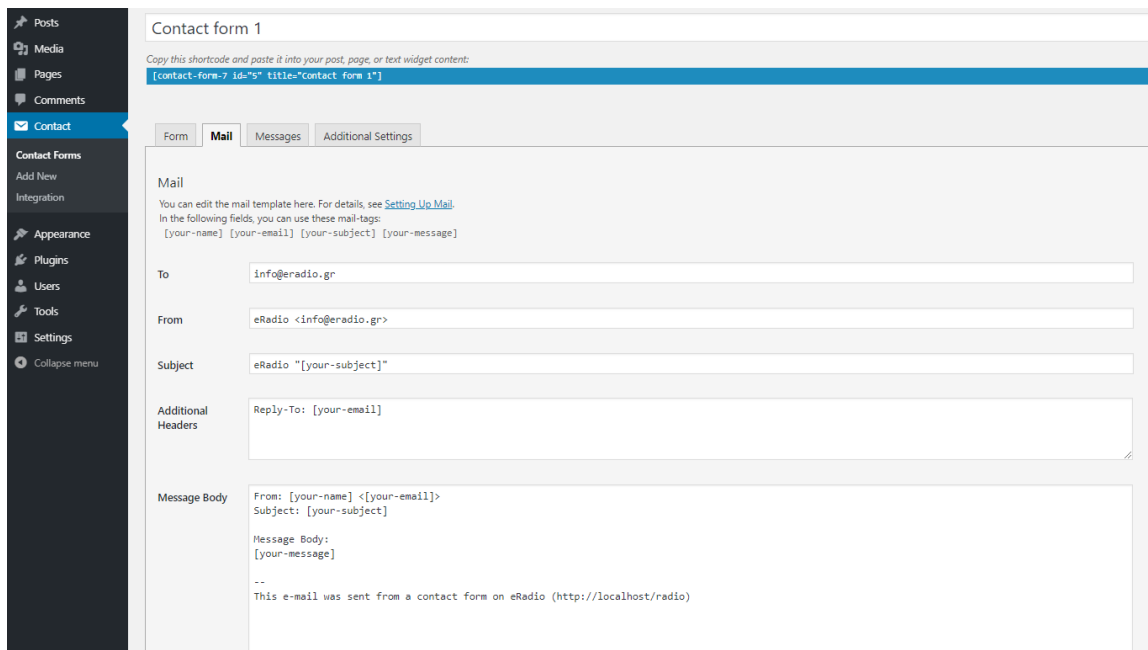 Posts
Media
Pages
Comments
Contact
Contact Forms
Add New
Integration
Appearance
Plugins
Users
Tools
Settings
Collapse menu
Contact form 1
Copy this shortcode and paste it into your post, page, or text widget content:
[contact-form-7 id="5" title="Contact form 1"]
Form Mail Messages Additional Settings
Mail
You can edit the mail template here. For details, see Setting Up Mail.
In the following fields, you can use these mail-tags:
[your-name] [your-email] [your-subject] [your-message]
To info@eradio.gr
From eRadio <info@eradio.gr>
Subject eRadio "[your-subject]"
Additional Headers
Reply-To: [your-email]
Message Body
From: [your-name] <[your-email]>
Subject: [your-subject]
Message Body:
[your-message]
--
This e-mail was sent from a contact form on eRadio (http://localhost/radio)